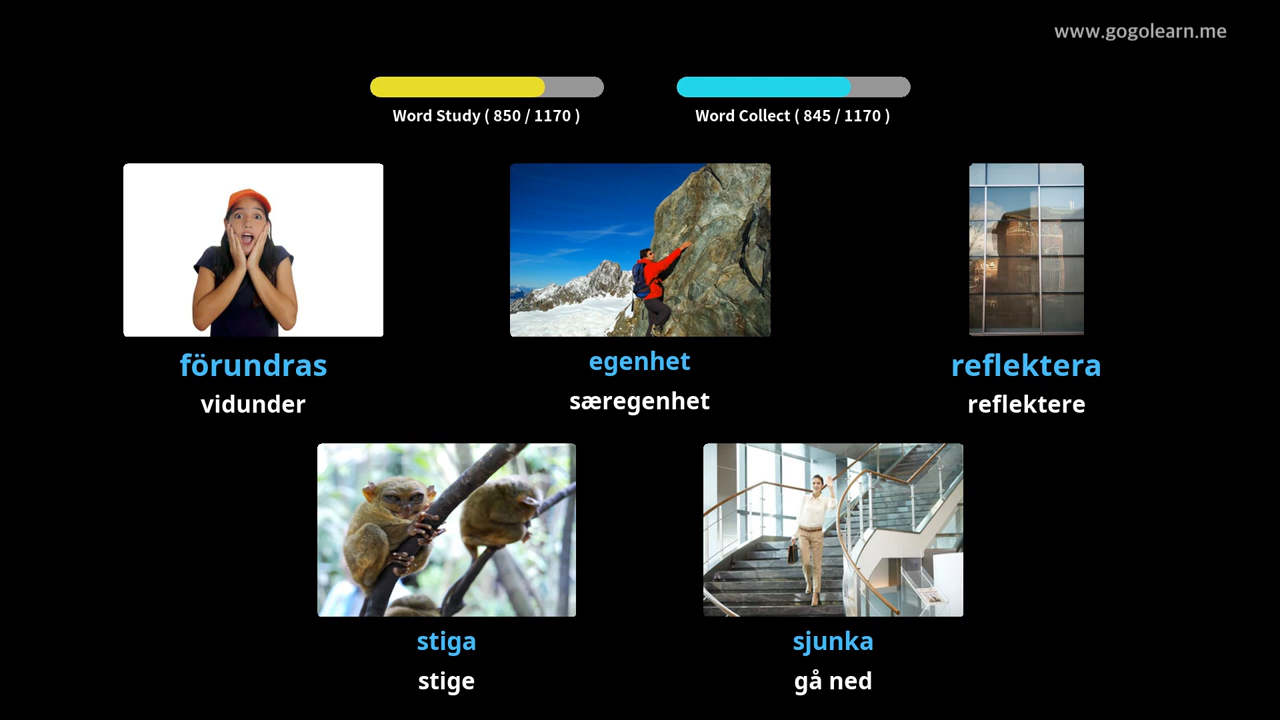 www.gogolearn.me
Word Study ( 850 / 1170 )
Word Collect ( 845 / 1170 )
förundras
vidunder
egenhet
særegenhet
reflektera
reflektere
stiga
stige
sjunka
gå ned